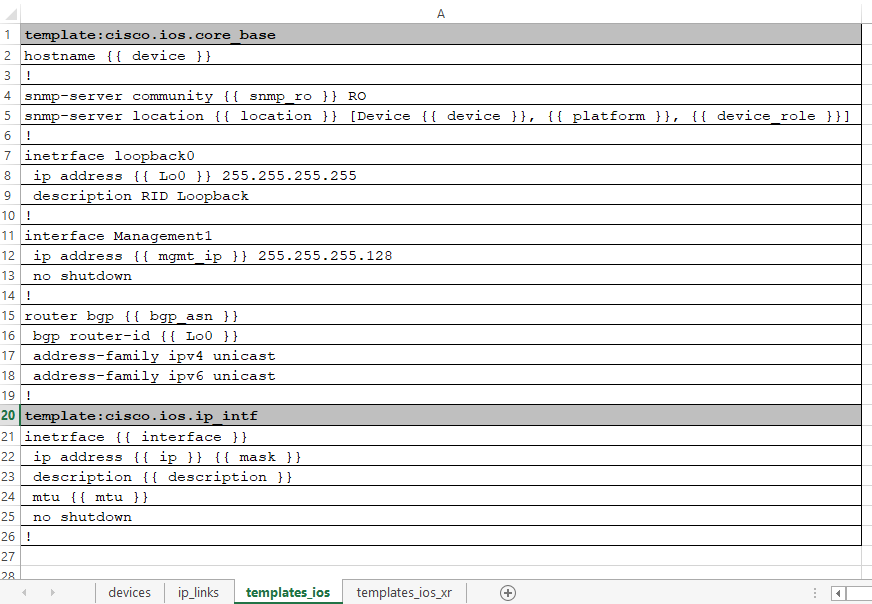 A
1 template:cisco.ios.core_base
2 hostname {{ device }}
3 !
4 snmp-server community {{ snmp_ro }} RO
5 snmp-server location {{ location }} [Device {{ device }}, {{ platform }}, {{ device_role }}]
6 !
7 inetrface loopback0
8  ip address {{ Lo0 }} 255.255.255.255
9  description RID Loopback
10 !
11 interface Management1
12  ip address {{ mgmt_ip }} 255.255.255.128
13  no shutdown
14 !
15 router bgp {{ bgp_asn }}
16  bgp router-id {{ Lo0 }}
17  address-family ipv4 unicast
18  address-family ipv6 unicast
19 !
20 template:cisco.ios.ip_intf
21 inetrface {{ interface }}
22  ip address {{ ip }} {{ mask }}
23  description {{ description }}
24  mtu {{ mtu }}
25  no shutdown
26 !
27
28
devices ip_links templates_ios templates_ios_xr